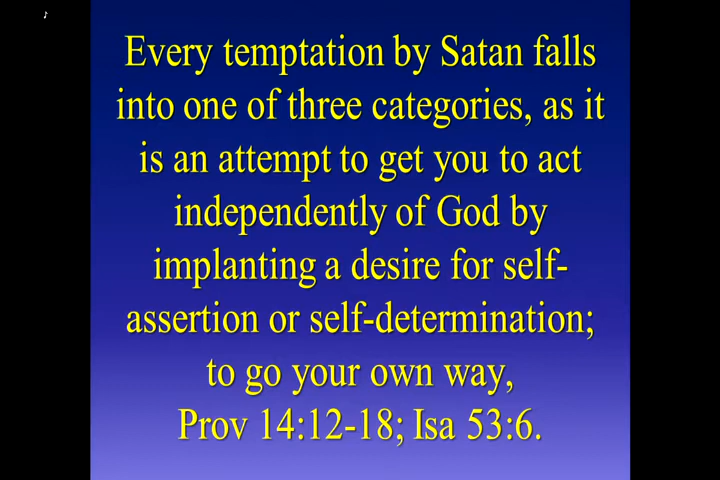 Every temptation by Satan falls
into one of three categories, as it
is an attempt to get you to act
independently of God by
implanting a desire for self-
assertion or self-determination;
to go your own way,
Prov 14:12-18; Isa 53:6.